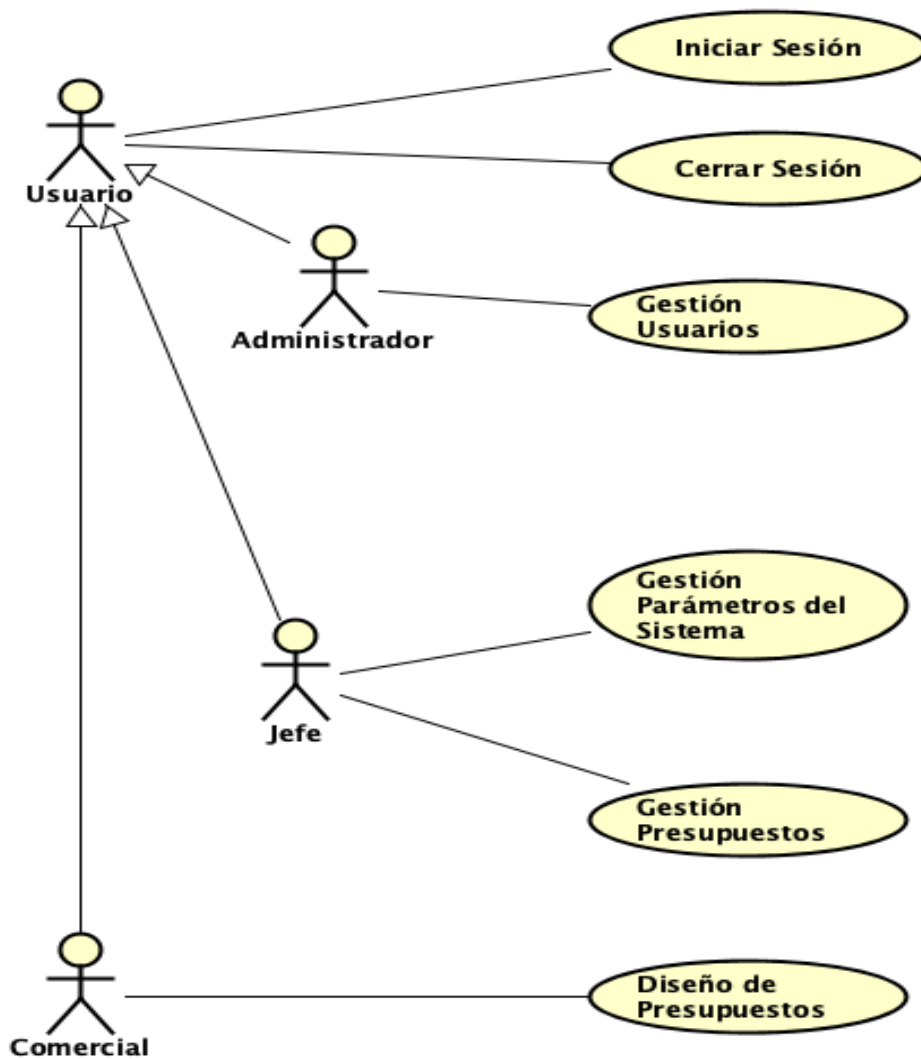 Iniciar Sesión
Cerrar Sesión
Usuario
Gestión
Usuarios
Administrador
Gestión
Parámetros del
Sistema
Jefe
Gestión
Presupuestos
Diseño de
Presupuestos
Comercial